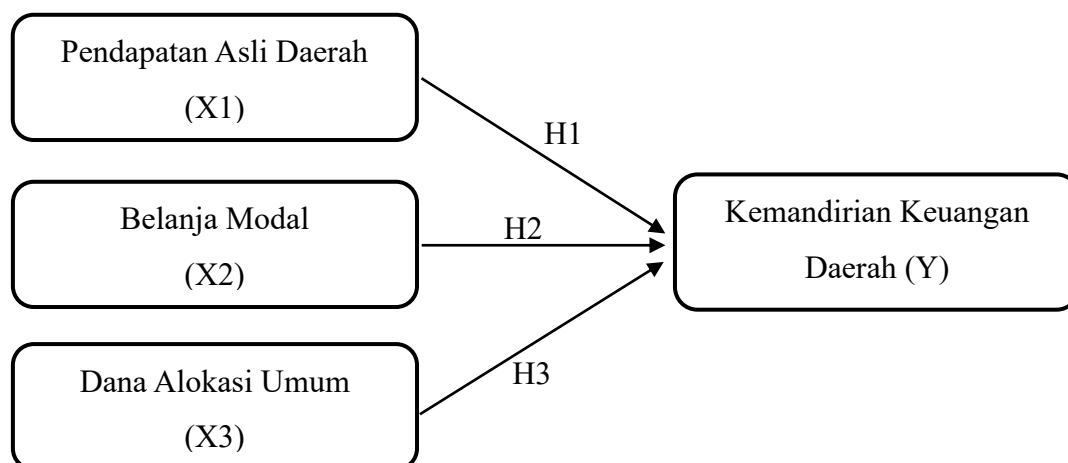 Pendapatan Asli Daerah
(X1)
H1
Belanja Modal
(X2)
H2
Kemandirian Keuangan
Daerah (Y)
Dana Alokasi Umum
(X3)
H3